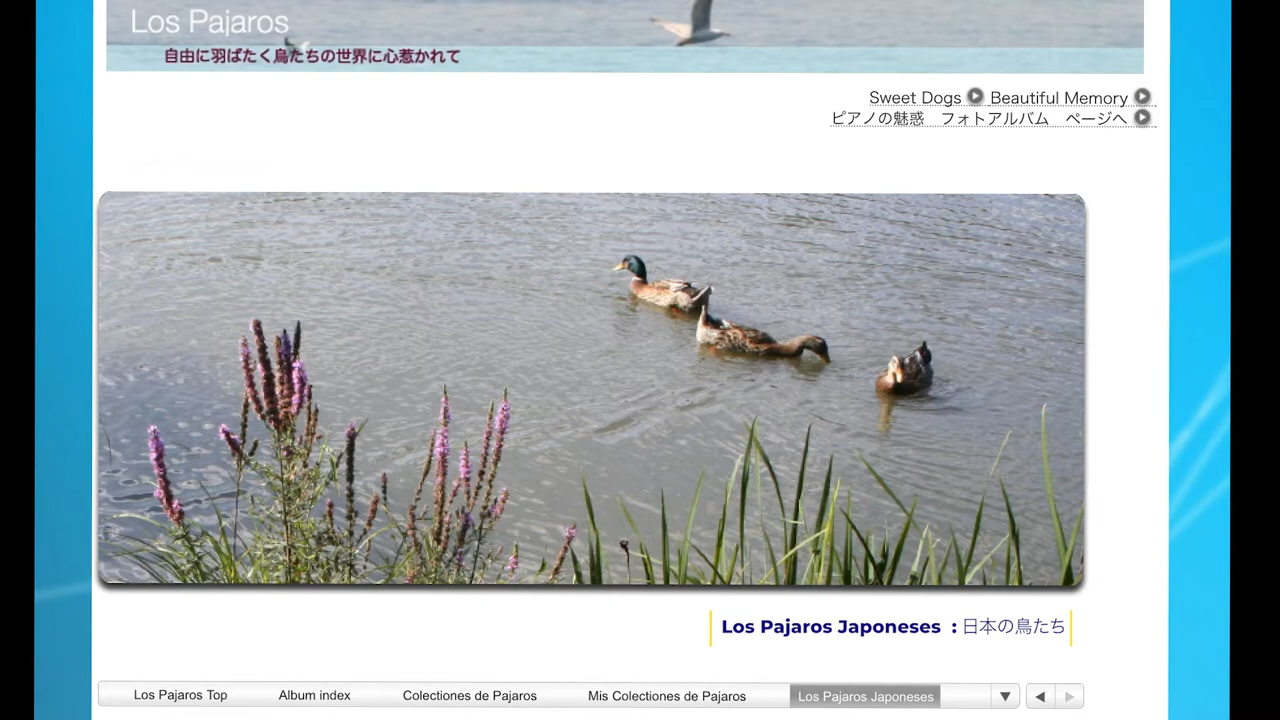 Los Pajaros
自由に羽ばたく鳥たちの世界に心惹かれて
Sweet Dogs Beautiful Memory
ピアノの魅惑　フォトアルバム　ページへ
Los Pajaros Japoneses : 日本の鳥たち
Los Pajaros Top Album index Colectiones de Pajaros Mis Colectiones de Pajaros Los Pajaros Japoneses